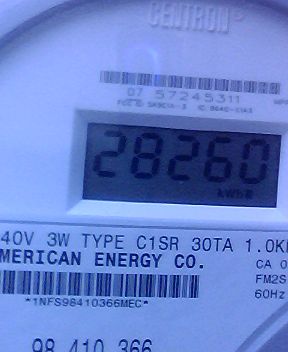 CENTRON®
07 57245311
28260
kWh
40V 3W TYPE C1SR 30TA 1.0K
MERICAN ENERGY CO.
CA 0
FM2S
60Hz
*1NFS98410366MEC*
98 410 366